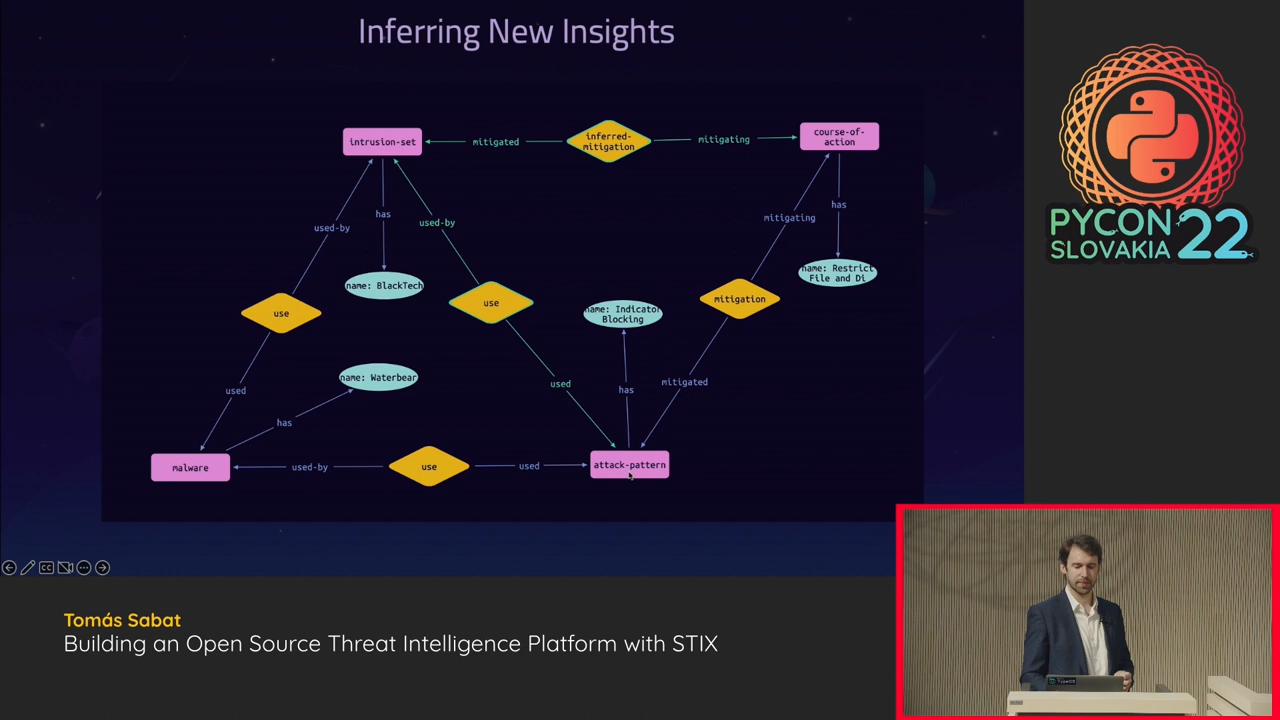 Inferring New Insights
intrusion-set
mitigated
inferred-
mitigation
mitigating
course-of-
action
used-by
has
used-by
mitigating
has
name: BlackTech
name: Restrict
File and Di
use
use
name: Indicator
Blocking
mitigation
name: Waterbear
used
has
used
has
mitigated
malware
used-by
use
used
attack-pattern
CC
PYCON
SLOVAKIA
22
Tomás Sabat
Building an Open Source Threat Intelligence Platform with STIX
TypeDB